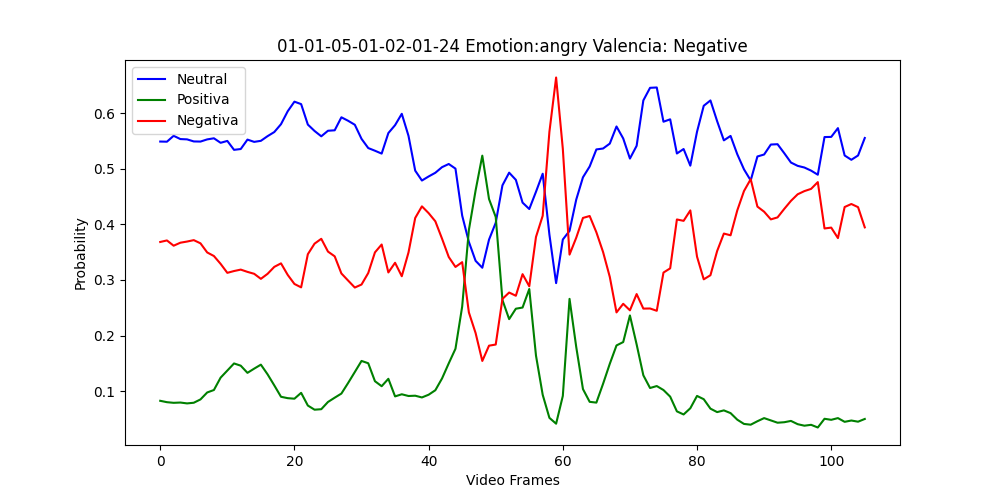 01-01-05-01-02-01-24 Emotion:angry Valencia: Negative
Neutral
Positiva
Negativa
Probability
0.6
0.5
0.4
0.3
0.2
0.1
0 20 40 60 80 100
Video Frames